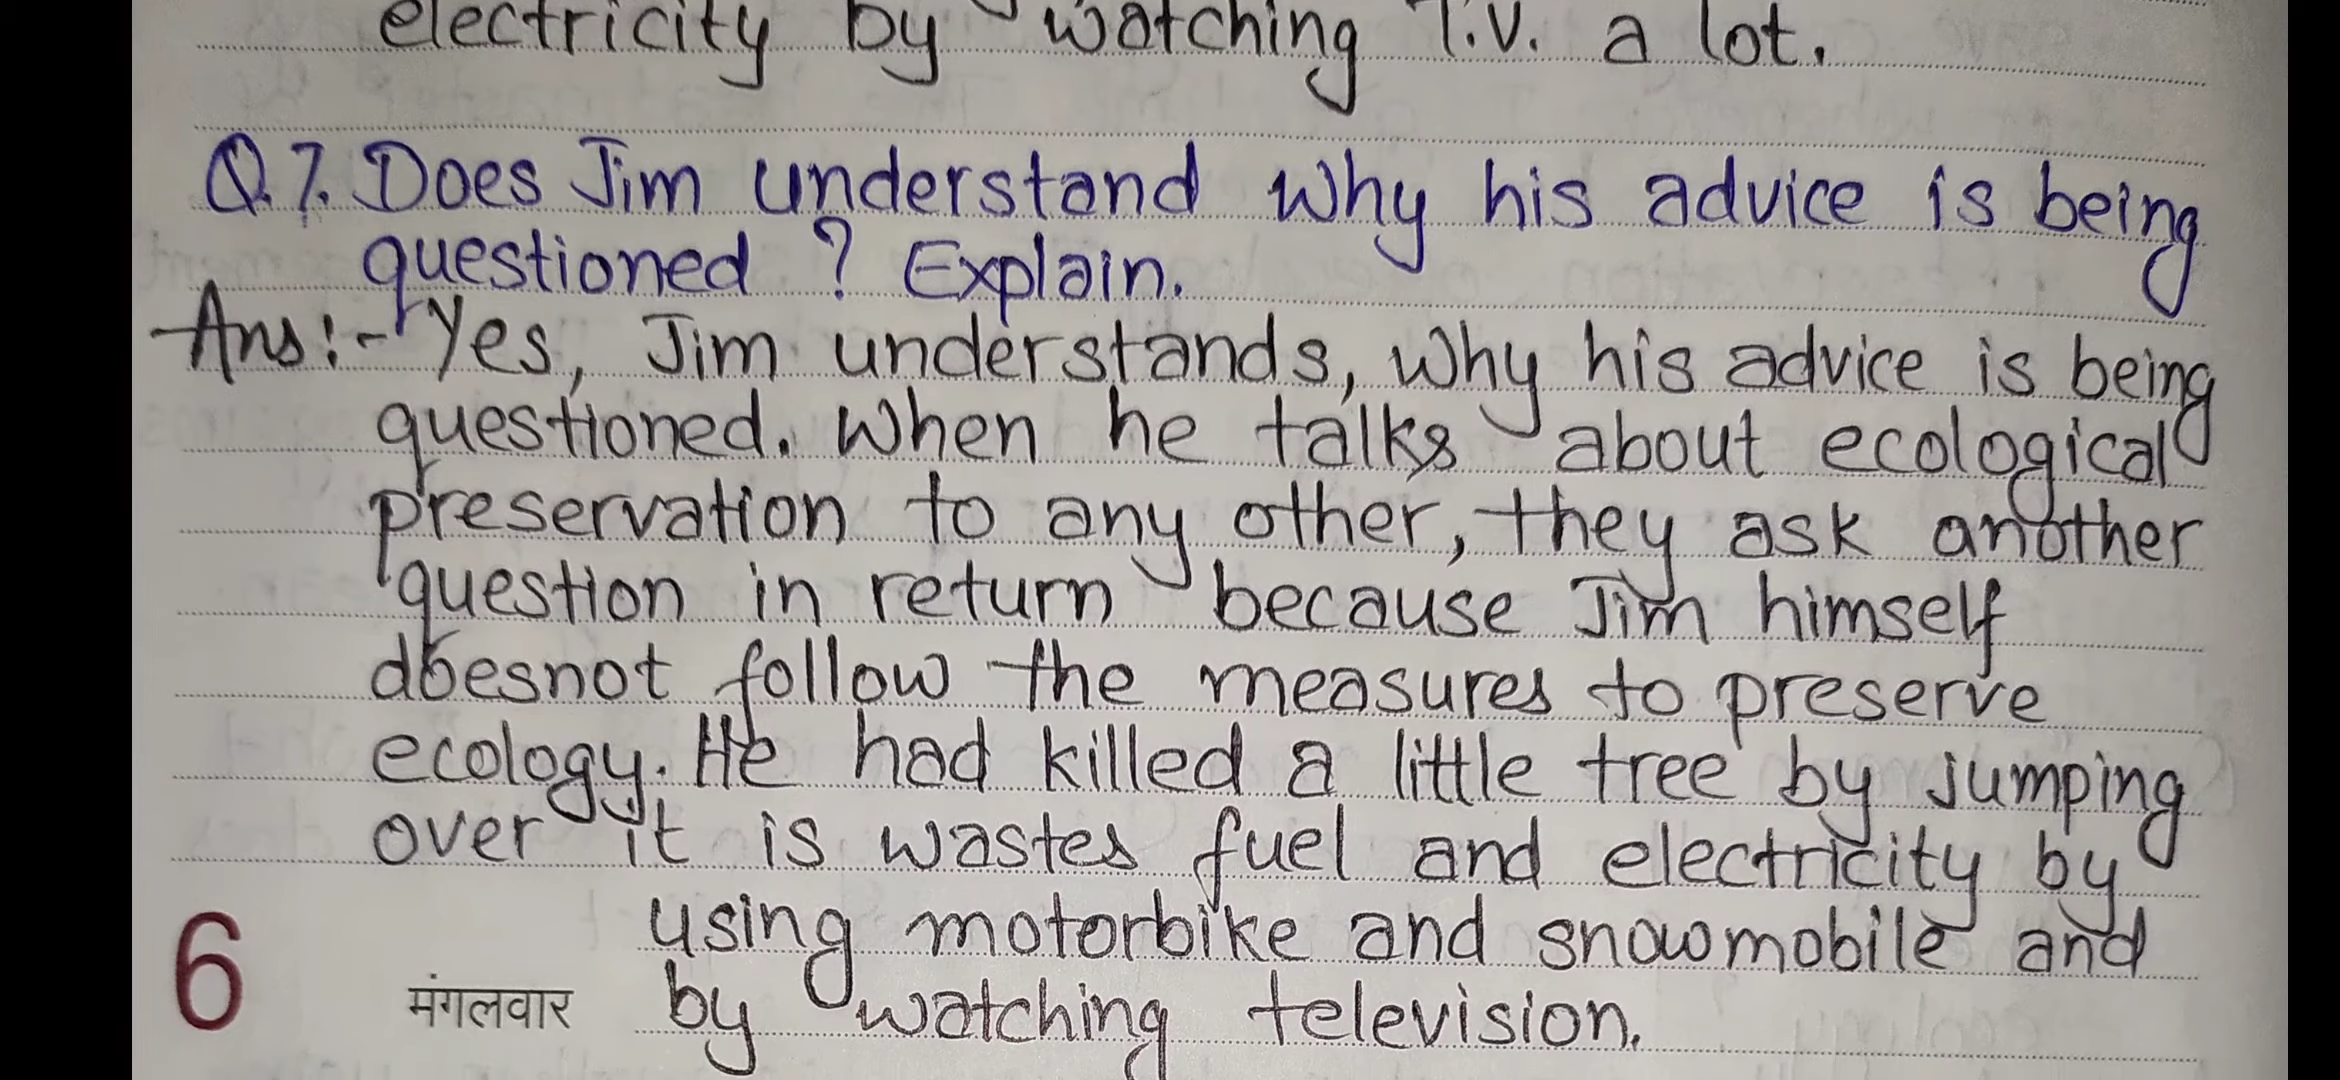 electricity by watching T.V. a lot.
Q.7. Does Jim understand why his advice is being
questioned ? Explain.
Ans:- Yes, Jim understands, why his advice is being
questioned. When he talks about ecological
preservation to any other, they ask another
question in return because Jim himself
doesnot follow the measures to preserve
ecology. He had killed a little tree by jumping
over it is wastes fuel and electricity by
using motorbike and snowmobile and
6 मंगलवार by watching television.